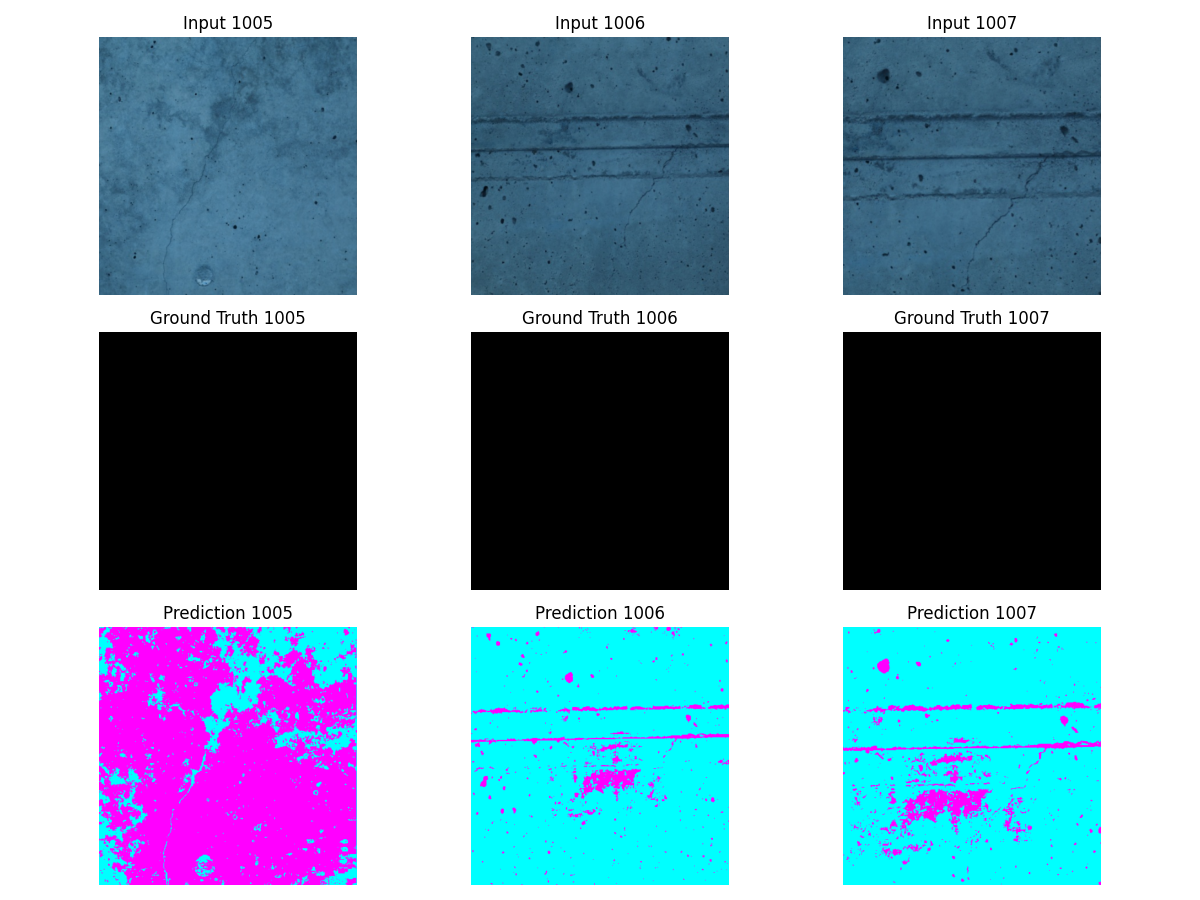 Input 1005
Input 1006
Input 1007
Ground Truth 1005
Ground Truth 1006
Ground Truth 1007
Prediction 1005
Prediction 1006
Prediction 1007